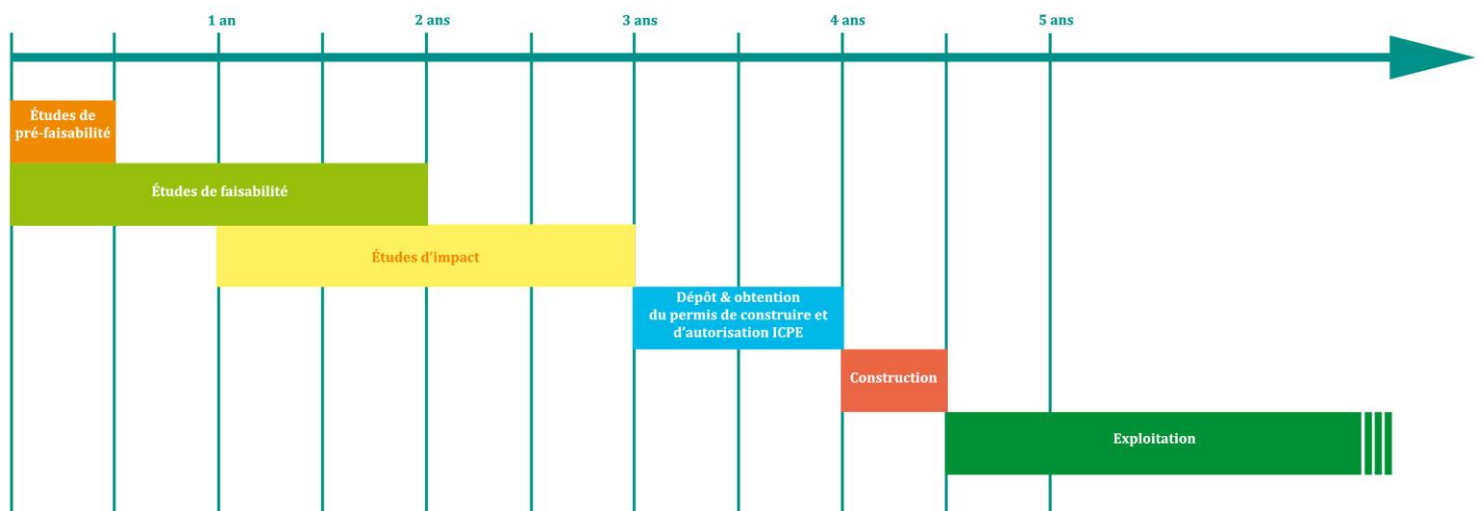 1 an
2 ans
3 ans
4 ans
5 ans
Études de
pré-faisabilité
Études de faisabilité
Études d'impact
Dépôt & obtention
du permis de construire et
d'autorisation ICPE
Construction
Exploitation